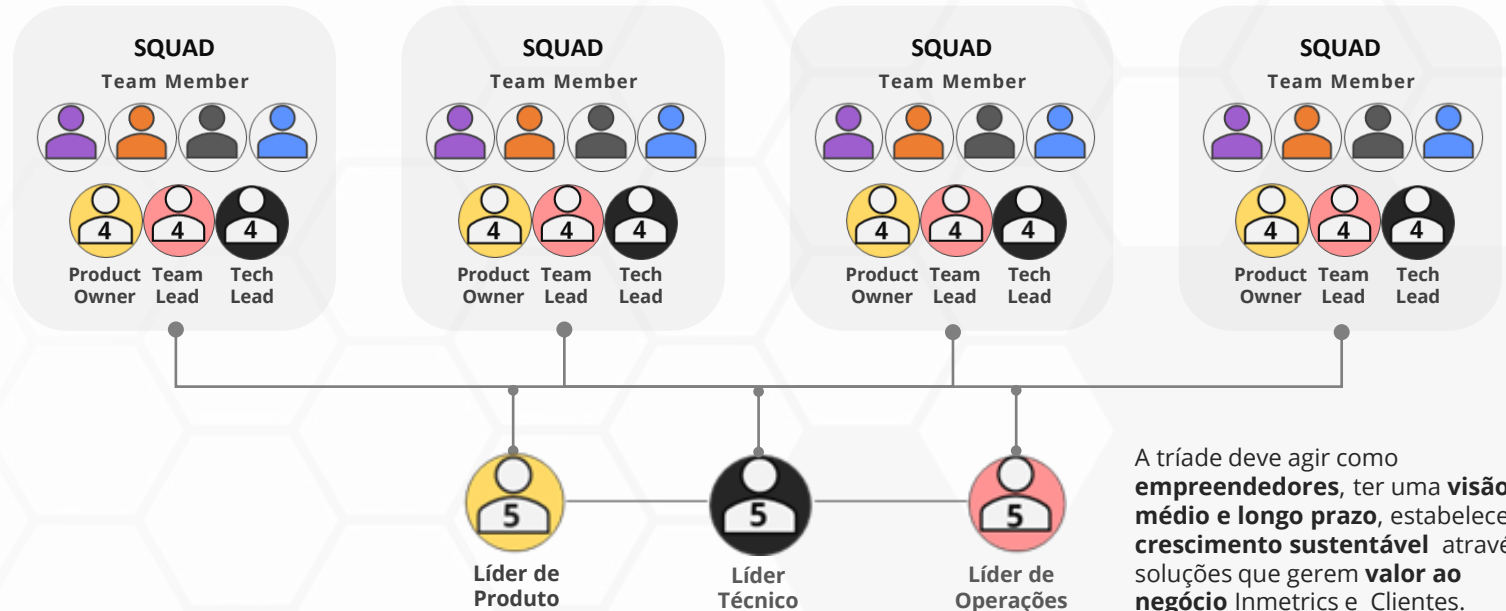 SQUAD
Team Member
4 4 4
Product Owner
Team Lead
Tech Lead
SQUAD
Team Member
4 4 4
Product Owner
Team Lead
Tech Lead
SQUAD
Team Member
4 4 4
Product Owner
Team Lead
Tech Lead
SQUAD
Team Member
4 4 4
Product Owner
Team Lead
Tech Lead
5
Líder de
Produto
5
Líder
Técnico
5
Líder de
Operações
A tríade deve agir como
empreendedores, ter uma visão
médio e longo prazo, estabelece
crescimento sustentável atravé
soluções que gerem valor ao
negócio Inmetrics e Clientes.